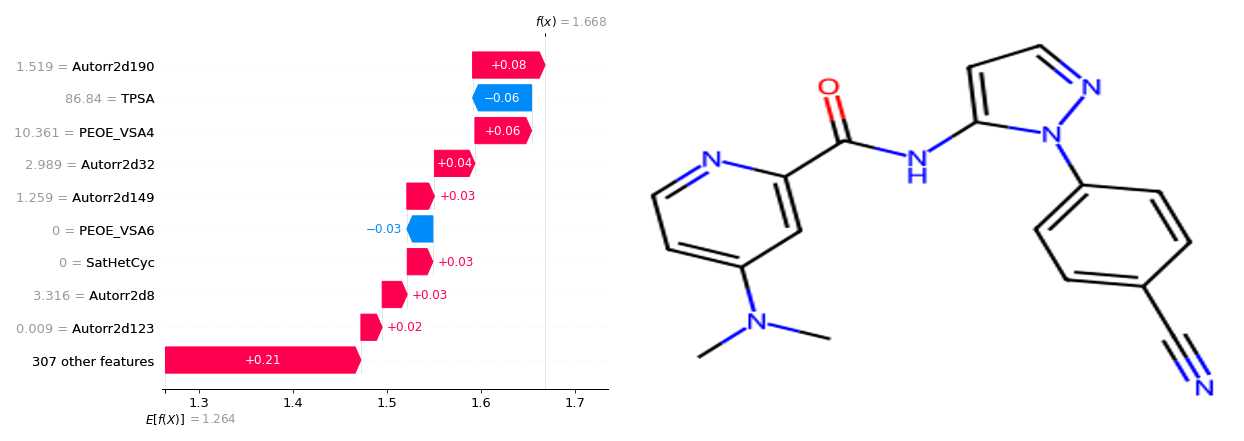 f(x) = 1.668
1.519 = Autorr2d190
+0.08
86.84 = TPSA
−0.06
10.361 = PEOE_VSA4
+0.06
2.989 = Autorr2d32
+0.04
1.259 = Autorr2d149
+0.03
0 = PEOE_VSA6
−0.03
0 = SatHetCyc
+0.03
3.316 = Autorr2d8
+0.03
0.009 = Autorr2d123
+0.02
307 other features
+0.21
1.3 1.4 1.5 1.6 1.7
E[f(X)] = 1.264
O
N
N
H
N
N
N
N